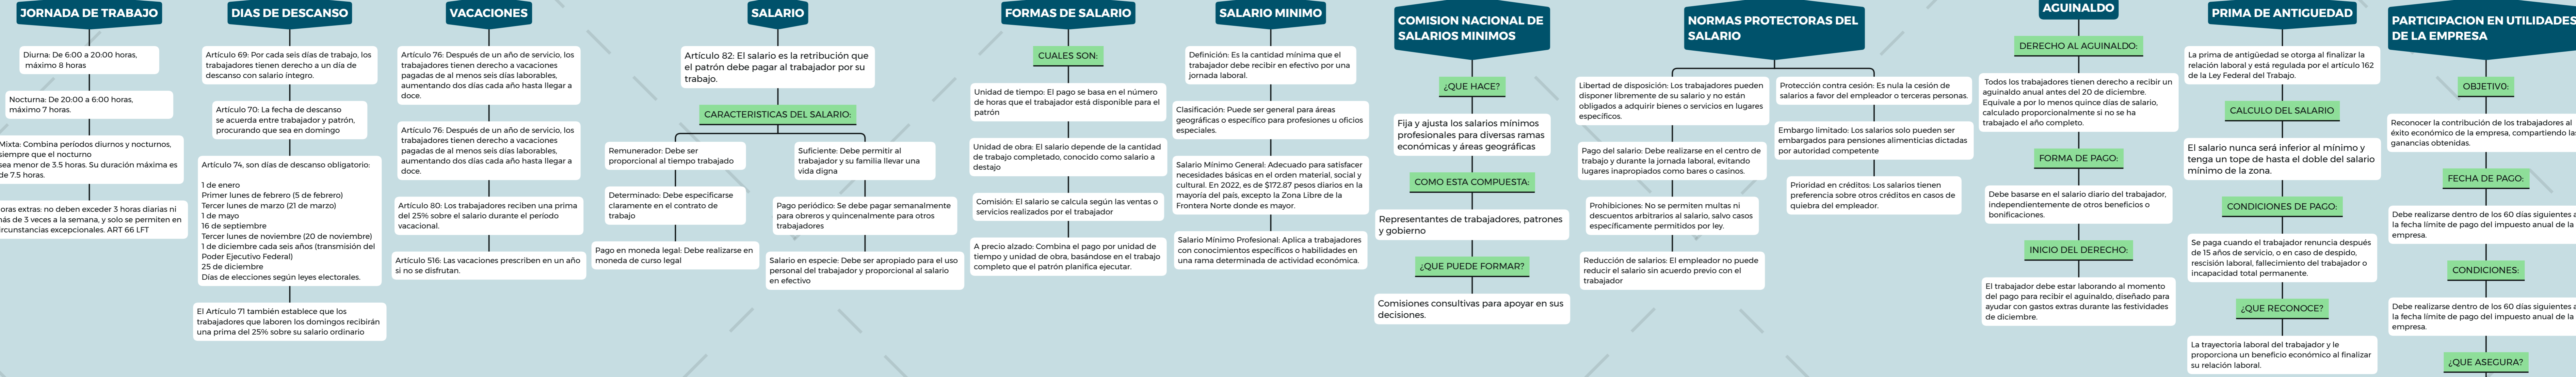 JORNADA DE TRABAJO
Diurna: De 6:00 a 20:00 horas,
máximo 8 horas
Nocturna: De 20:00 a 6:00 horas,
máximo 7 horas.
Mixta: Combina períodos diurnos y nocturnos,
siempre que el nocturno
sea menor de 3.5 horas. Su duración máxima es
de 7.5 horas.
oras extras: no deben exceder 3 horas diarias ni
más de 3 veces a la semana, y solo se permiten en
ircunstancias excepcionales. ART 66 LFT
DIAS DE DESCANSO
Artículo 69: Por cada seis días de trabajo, los
trabajadores tienen derecho a un día de
descanso con salario íntegro.
Artículo 70: La fecha de descanso
se acuerda entre trabajador y patrón,
procurando que sea en domingo
Artículo 74, son días de descanso obligatorio:
1 de enero
Primer lunes de febrero (5 de febrero)
Tercer lunes de marzo (21 de marzo)
1 de mayo
16 de septiembre
Tercer lunes de noviembre (20 de noviembre)
1 de diciembre cada seis años (transmisión del
Poder Ejecutivo Federal)
25 de diciembre
Días de elecciones según leyes electorales.
El Artículo 71 también establece que los
trabajadores que laboren los domingos recibirán
una prima del 25% sobre su salario ordinario
VACACIONES
Artículo 76: Después de un año de servicio, los
trabajadores tienen derecho a vacaciones
pagadas de al menos seis días laborables,
aumentando dos días cada año hasta llegar a
doce.
Artículo 76: Después de un año de servicio, los
trabajadores tienen derecho a vacaciones
pagadas de al menos seis días laborables,
aumentando dos días cada año hasta llegar a
doce.
Artículo 80: Los trabajadores reciben una prima
del 25% sobre el salario durante el período
vacacional.
Artículo 516: Las vacaciones prescriben en un año
si no se disfrutan.
SALARIO
Artículo 82: El salario es la retribución que
el patrón debe pagar al trabajador por su
trabajo.
CARACTERISTICAS DEL SALARIO:
Remunerador: Debe ser
proporcional al tiempo trabajado
Determinado: Debe especificarse
claramente en el contrato de
trabajo
Pago en moneda legal: Debe realizarse en
moneda de curso legal
Suficiente: Debe permitir al
trabajador y su familia llevar una
vida digna
Pago periódico: Se debe pagar semanalmente
para obreros y quincenalmente para otros
trabajadores
Salario en especie: Debe ser apropiado para el uso
personal del trabajador y proporcional al salario
en efectivo
FORMAS DE SALARIO
CUALES SON:
Unidad de tiempo: El pago se basa en el número
de horas que el trabajador está disponible para el
patrón
Unidad de obra: El salario depende de la cantidad
de trabajo completado, conocido como salario a
destajo
Comisión: El salario se calcula según las ventas o
servicios realizados por el trabajador
A precio alzado: Combina el pago por unidad de
tiempo y unidad de obra, basándose en el trabajo
completo que el patrón planifica ejecutar.
SALARIO MINIMO
Definición: Es la cantidad mínima que el
trabajador debe recibir en efectivo por una
jornada laboral.
Clasificación: Puede ser general para áreas
geográficas o específico para profesiones u oficios
especiales.
Salario Mínimo General: Adecuado para satisfacer
necesidades básicas en el orden material, social y
cultural. En 2022, es de $172.87 pesos diarios en la
mayoría del país, excepto la Zona Libre de la
Frontera Norte donde es mayor.
Salario Mínimo Profesional: Aplica a trabajadores
con conocimientos específicos o habilidades en
una rama determinada de actividad económica.
COMISION NACIONAL DE
SALARIOS MINIMOS
¿QUE HACE?
Fija y ajusta los salarios mínimos
profesionales para diversas ramas
económicas y áreas geográficas
COMO ESTA COMPUESTA:
Representantes de trabajadores, patrones
y gobierno
¿QUE PUEDE FORMAR?
Comisiones consultivas para apoyar en sus
decisiones.
NORMAS PROTECTORAS DEL
SALARIO
Libertad de disposición: Los trabajadores pueden
disponer libremente de su salario y no están
obligados a adquirir bienes o servicios en lugares
específicos.
Pago del salario: Debe realizarse en el centro de
trabajo y durante la jornada laboral, evitando
lugares inapropiados como bares o casinos.
Prohibiciones: No se permiten multas ni
descuentos arbitrarios al salario, salvo casos
específicamente permitidos por ley.
Reducción de salarios: El empleador no puede
reducir el salario sin acuerdo previo con el
trabajador
Protección contra cesión: Es nula la cesión de
salarios a favor del empleador o terceras personas.
Embargo limitado: Los salarios solo pueden ser
embargados para pensiones alimenticias dictadas
por autoridad competente
Prioridad en créditos: Los salarios tienen
preferencia sobre otros créditos en casos de
quiebra del empleador.
AGUINALDO
DERECHO AL AGUINALDO:
Todos los trabajadores tienen derecho a recibir un
aguinaldo anual antes del 20 de diciembre.
Equivale a por lo menos quince días de salario,
calculado proporcionalmente si no se ha
trabajado el año completo.
FORMA DE PAGO:
Debe basarse en el salario diario del trabajador,
independientemente de otros beneficios o
bonificaciones.
INICIO DEL DERECHO:
El trabajador debe estar laborando al momento
del pago para recibir el aguinaldo, diseñado para
ayudar con gastos extras durante las festividades
de diciembre.
PRIMA DE ANTIGUEDAD
La prima de antigüedad se otorga al finalizar la
relación laboral y está regulada por el artículo 162
de la Ley Federal del Trabajo.
CALCULO DEL SALARIO
El salario nunca será inferior al mínimo y
tenga un tope de hasta el doble del salario
mínimo de la zona.
CONDICIONES DE PAGO:
Se paga cuando el trabajador renuncia después
de 15 años de servicio, o en caso de despido,
rescisión laboral, fallecimiento del trabajador o
incapacidad total permanente.
¿QUE RECONOCE?
La trayectoria laboral del trabajador y le
proporciona un beneficio económico al finalizar
su relación laboral.
PARTICIPACION EN UTILIDADES
DE LA EMPRESA
OBJETIVO:
Reconocer la contribución de los trabajadores al
éxito económico de la empresa, compartiendo las
ganancias obtenidas.
FECHA DE PAGO:
Debe realizarse dentro de los 60 días siguientes a
la fecha límite de pago del impuesto anual de la
empresa.
CONDICIONES:
Debe realizarse dentro de los 60 días siguientes a
la fecha límite de pago del impuesto anual de la
empresa.
¿QUE ASEGURA?